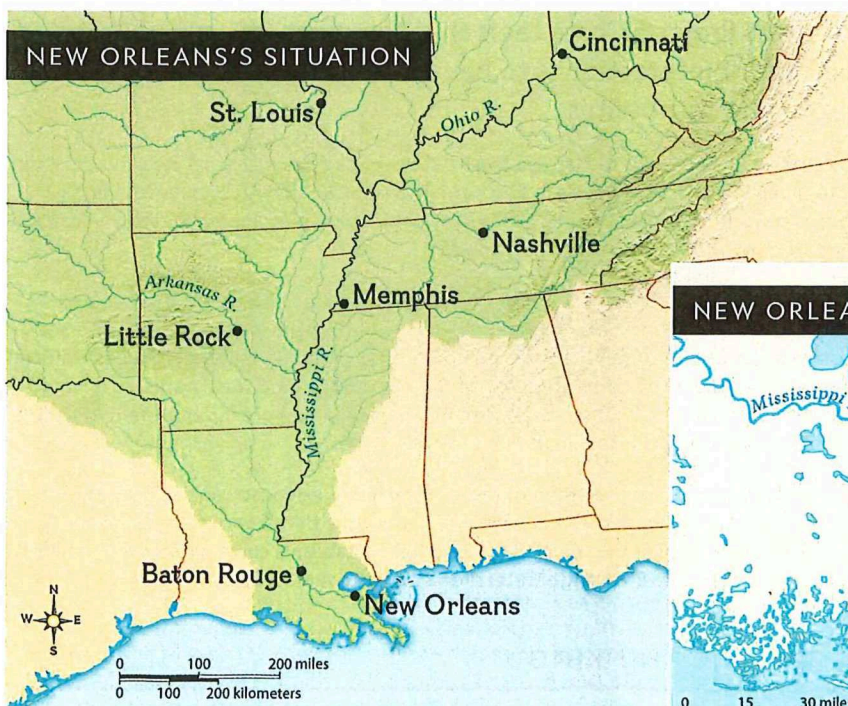 NEW ORLEANS'S SITUATION
Cincinnati
St. Louis
Ohio R.
Nashville
Arkansas R.
Memphis
Little Rock
Mississippi R.
Baton Rouge
New Orleans
N
W E
S
0 100 200 miles
0 100 200 kilometers
NEW ORLEA
Mississippi
0 15 30 mile